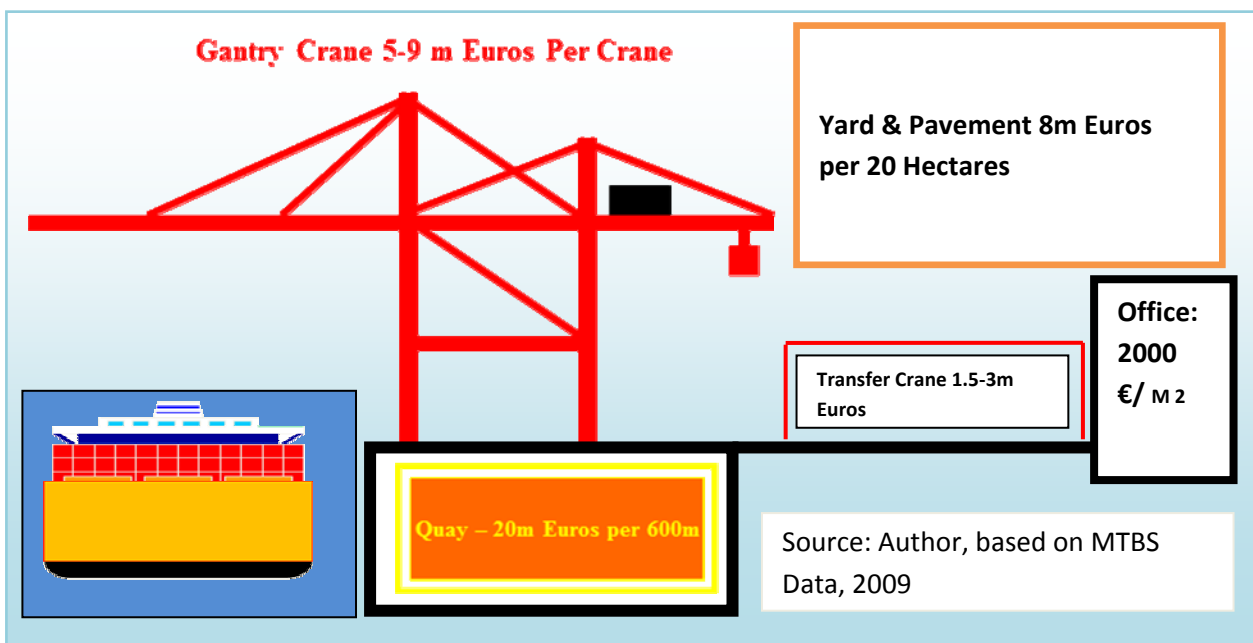 Gantry Crane 5-9 m Euros Per Crane
Yard & Pavement 8m Euros
per 20 Hectares
Office:
2000
€/ M 2
Transfer Crane 1.5-3m
Euros
Quay – 20m Euros per 600m
Source: Author, based on MTBS
Data, 2009